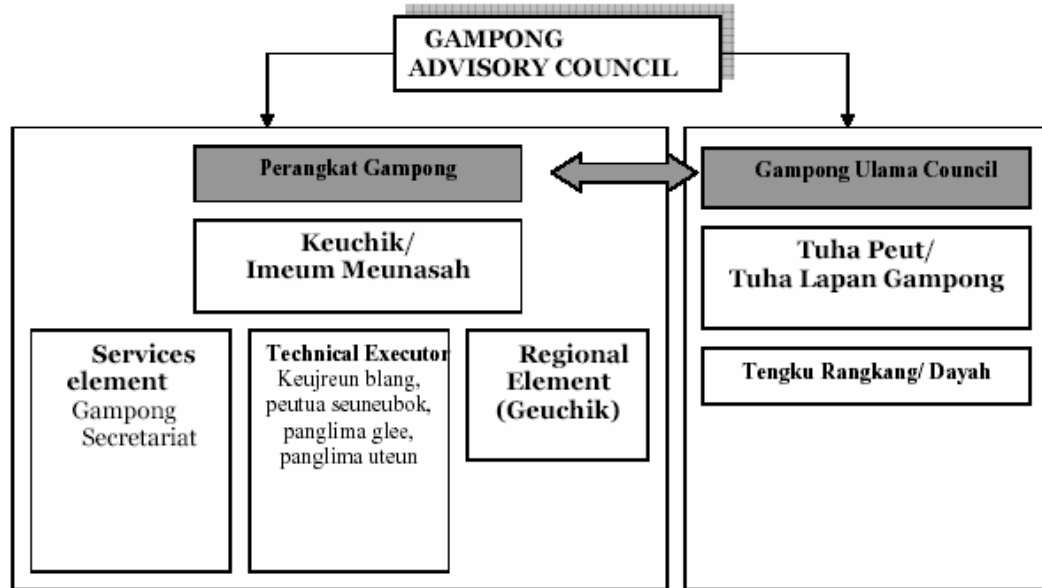 GAMPONG
ADVISORY COUNCIL
Perangkat Gampong
Keuchik/
Imeum Meunasah
Services
element
Gampong
Secretariat
Technical Executor
Keujreun blang,
peutua seuneubok,
panglima glee,
panglima uteun
Regional
Element
(Geuchik)
Gampong Ulama Council
Tuha Peut/
Tuha Lapan Gampong
Tengku Rangkang/ Dayah